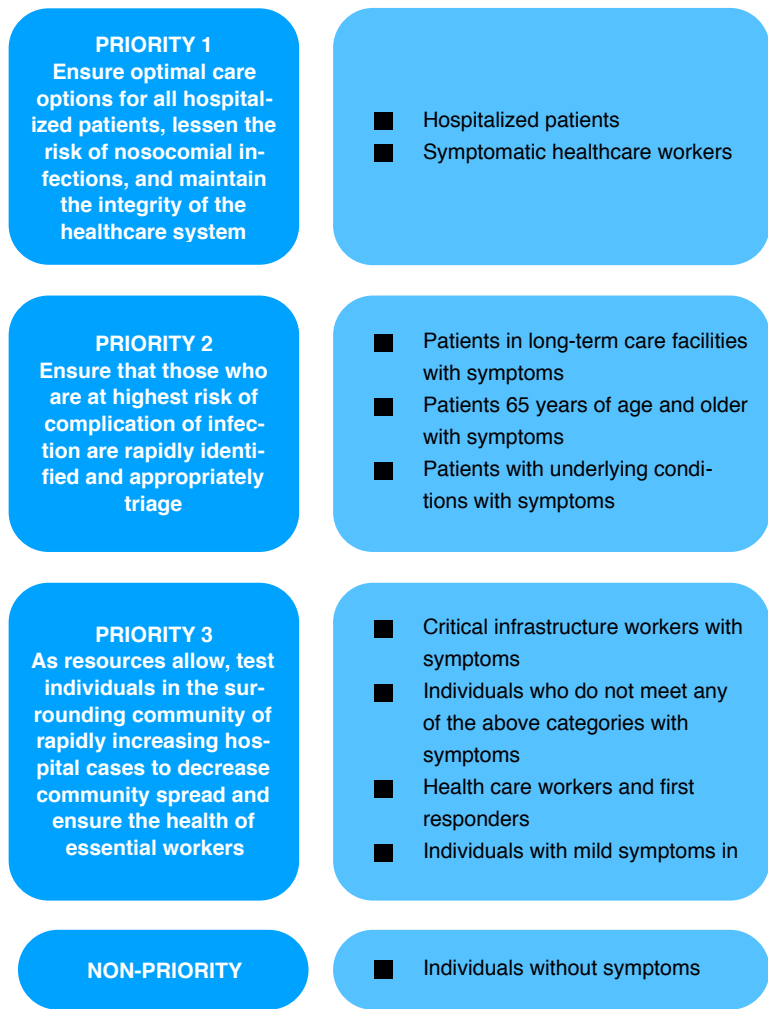 PRIORITY 1
Ensure optimal care
options for all hospital-
ized patients, lessen the
risk of nosocomial in-
fections, and maintain
the integrity of the
healthcare system
Hospitalized patients
Symptomatic healthcare workers
PRIORITY 2
Ensure that those who
are at highest risk of
complication of infec-
tion are rapidly identi-
fied and appropriately
triage
Patients in long-term care facilities
with symptoms
Patients 65 years of age and older
with symptoms
Patients with underlying condi-
tions with symptoms
PRIORITY 3
As resources allow, test
individuals in the sur-
rounding community of
rapidly increasing hos-
pital cases to decrease
community spread and
ensure the health of
essential workers
Critical infrastructure workers with
symptoms
Individuals who do not meet any
of the above categories with
symptoms
Health care workers and first
responders
Individuals with mild symptoms in
NON-PRIORITY
Individuals without symptoms